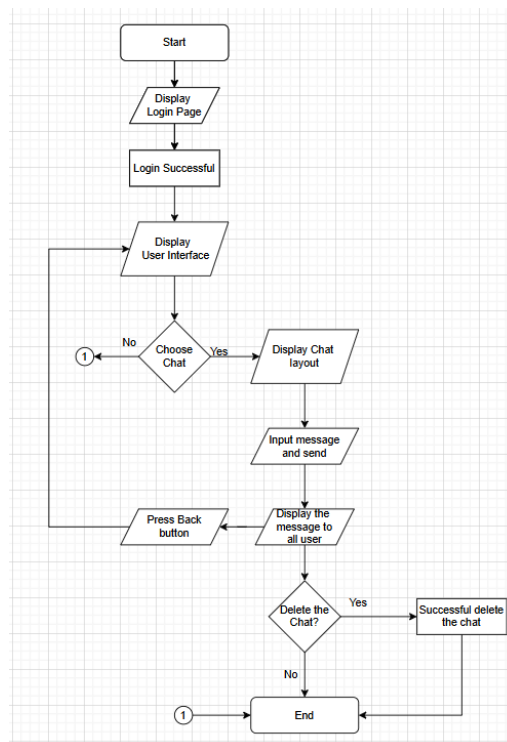 Start
Display
Login Page
Login Successful
Display
User Interface
No
1
Choose
Chat
Yes
Display Chat
layout
Input message
and send
Press Back
button
Display the
message to
all user
Delete the
Chat?
Yes
Successful delete
the chat
No
1
End